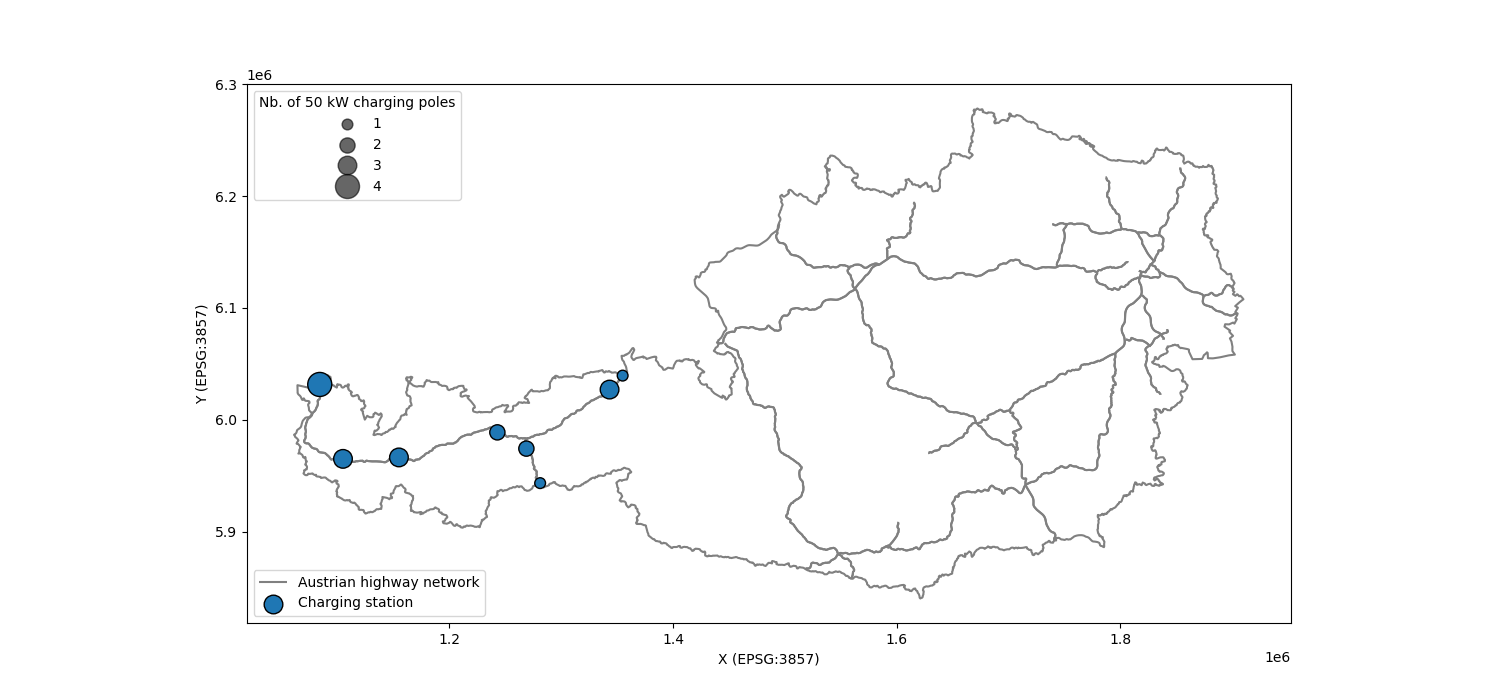 1e6
6.3
6.2
6.1
6.0
5.9
Y (EPSG:3857)
Nb. of 50 kW charging poles
1
2
3
4
Austrian highway network
Charging station
1.2
1.4
1.6
1.8
X (EPSG:3857)
1e6